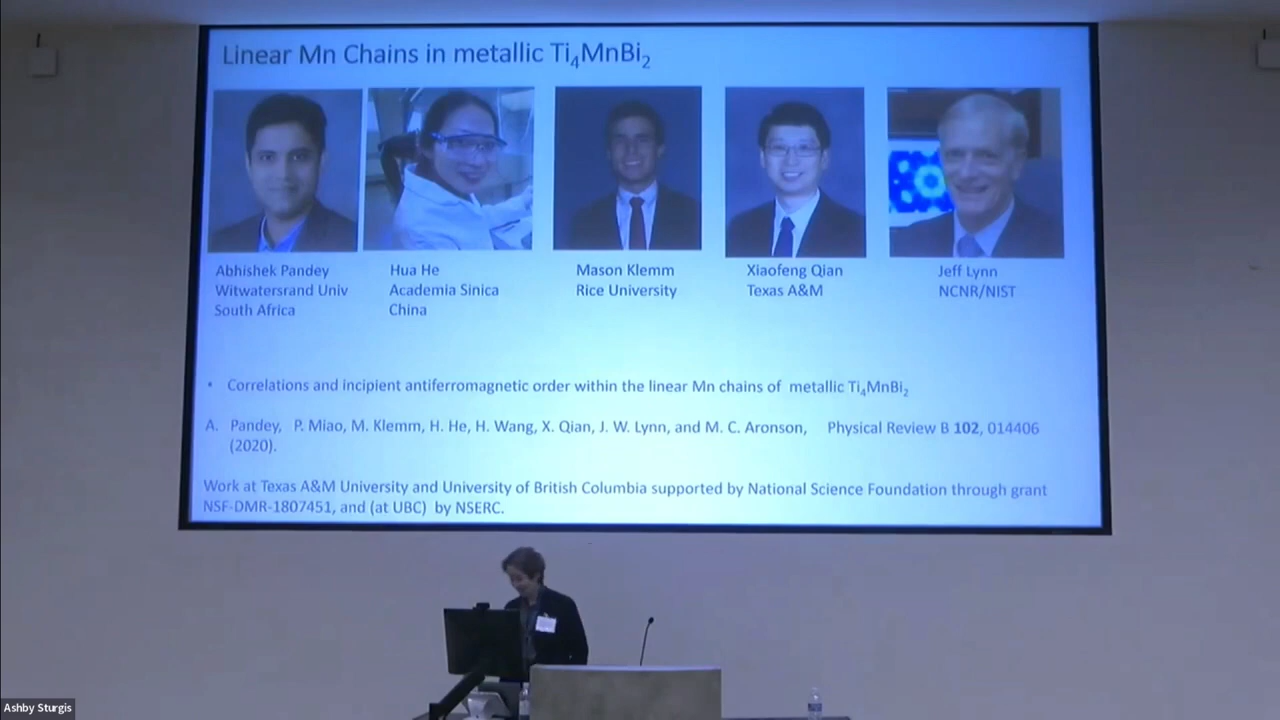 Linear Mn Chains in metallic Ti₄MnBi₂
Abhishek Pandey
Witwatersrand Univ
South Africa
Hua He
Academia Sinica
China
Mason Klemm
Rice University
Xiaofeng Qian
Texas A&M
Jeff Lynn
NCNR/NIST
• Correlations and incipient antiferromagnetic order within the linear Mn chains of metallic Ti₄MnBi₂
A. Pandey, P. Miao, M. Klemm, H. He, H. Wang, X. Qian, J. W. Lynn, and M. C. Aronson, Physical Review B 102, 014406
(2020).
Work at Texas A&M University and University of British Columbia supported by National Science Foundation through grant
NSF-DMR-1807451, and (at UBC) by NSERC.
Ashby Sturgis